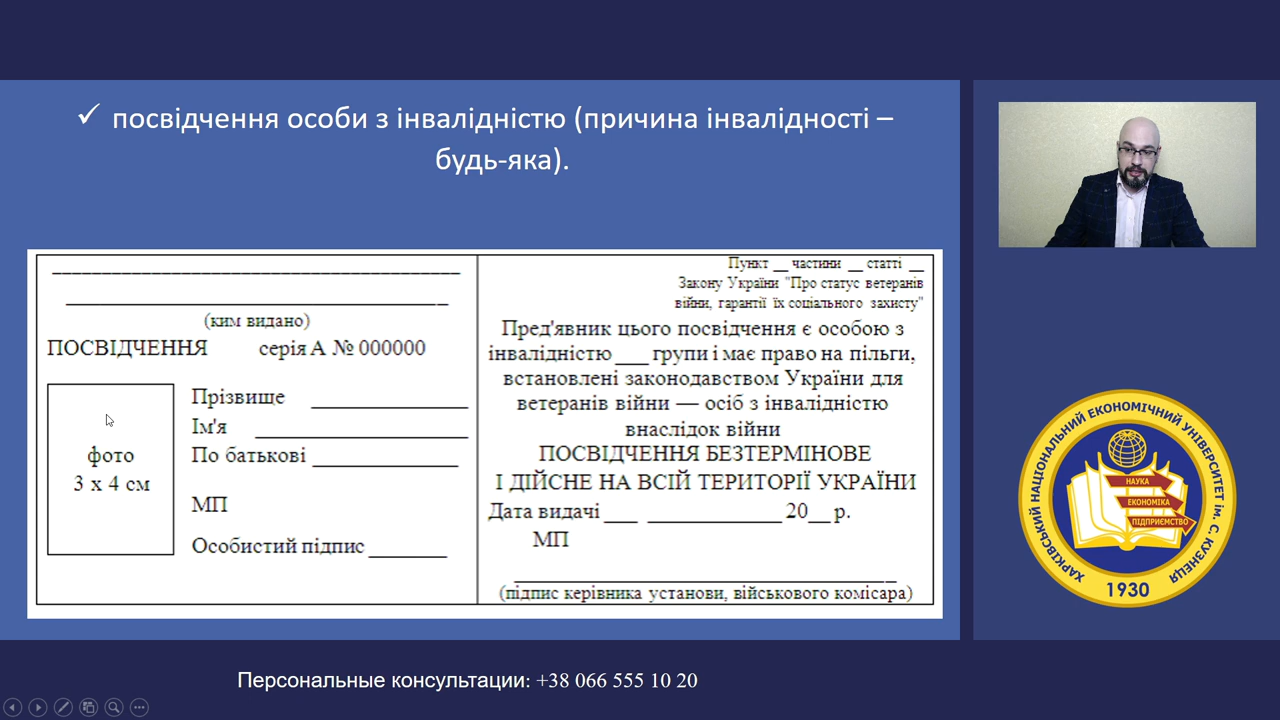 ✓ посвідчення особи з інвалідністю (причина інвалідності –
будь-яка).
(ким видано)
ПОСВІДЧЕННЯ серія А № 000000
фото
3 х 4 см
Прізвище ___
Ім'я ___
По батькові ___
МП
Особистий підпис ___
Пункт __ частини __ статті __
Закону України "Про статус ветеранів
війни, гарантії їх соціального захисту"
Пред'явник цього посвідчення є особою з
інвалідністю ___ групи і має право на пільги,
встановлені законодавством України для
ветеранів війни — осіб з інвалідністю
внаслідок війни
ПОСВІДЧЕННЯ БЕЗТЕРМІНОВЕ
І ДІЙСНЕ НА ВСІЙ ТЕРИТОРІЇ УКРАЇНИ
Дата видачі ___ ____________ 20__ р.
МП
(підпис керівника установи, військового комісара)
ХАРКІВСЬКИЙ НАЦІОНАЛЬНИЙ ЕКОНОМІЧНИЙ УНІВЕРСИТЕТ ІМ. С. КУЗНЕЦЯ
НАУКА
ЕКОНОМІКА
ПІДПРИЄМСТВО
1930
Персональные консультации: +38 066 555 10 20